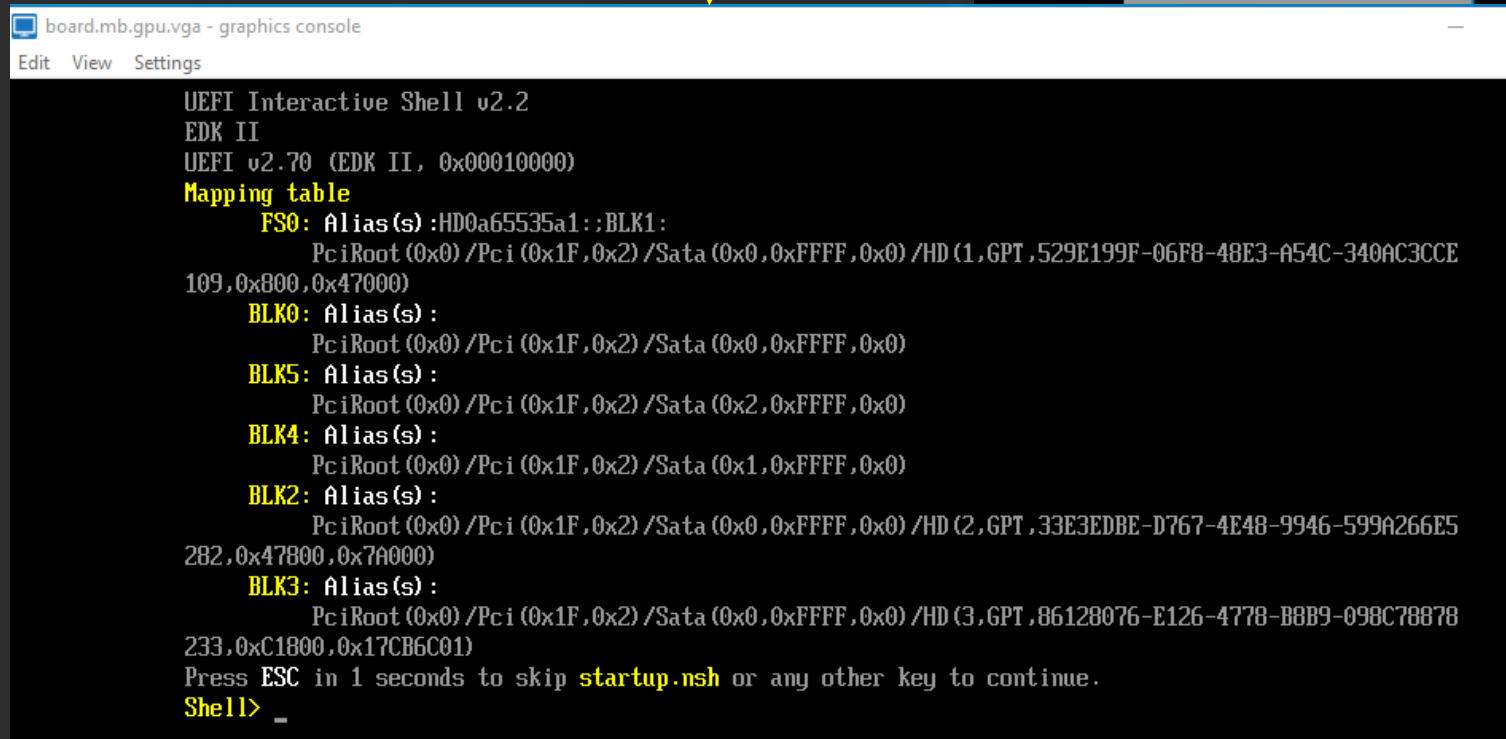 board.mb.gpu.vga - graphics console
Edit View Settings
UEFI Interactive Shell v2.2
EDK II
UEFI v2.70 (EDK II, 0x00010000)
Mapping table
FS0: Alias(s):HD0a65535a1:;BLK1:
PciRoot(0x0)/Pci(0x1F,0x2)/Sata(0x0,0xFFFF,0x0)/HD(1,GPT,529E199F-06F8-48E3-A54C-340AC3CCE
109,0x800,0x47000)
BLK0: Alias(s):
PciRoot(0x0)/Pci(0x1F,0x2)/Sata(0x0,0xFFFF,0x0)
BLK5: Alias(s):
PciRoot(0x0)/Pci(0x1F,0x2)/Sata(0x2,0xFFFF,0x0)
BLK4: Alias(s):
PciRoot(0x0)/Pci(0x1F,0x2)/Sata(0x1,0xFFFF,0x0)
BLK2: Alias(s):
PciRoot(0x0)/Pci(0x1F,0x2)/Sata(0x0,0xFFFF,0x0)/HD(2,GPT,33E3EDBE-D767-4E48-9946-599A266E5
282,0x47800,0x7A000)
BLK3: Alias(s):
PciRoot(0x0)/Pci(0x1F,0x2)/Sata(0x0,0xFFFF,0x0)/HD(3,GPT,86128076-E126-4778-B8B9-098C78878
233,0xC1800,0x17CB6C01)
Press ESC in 1 seconds to skip startup.nsh or any other key to continue.
Shell> _